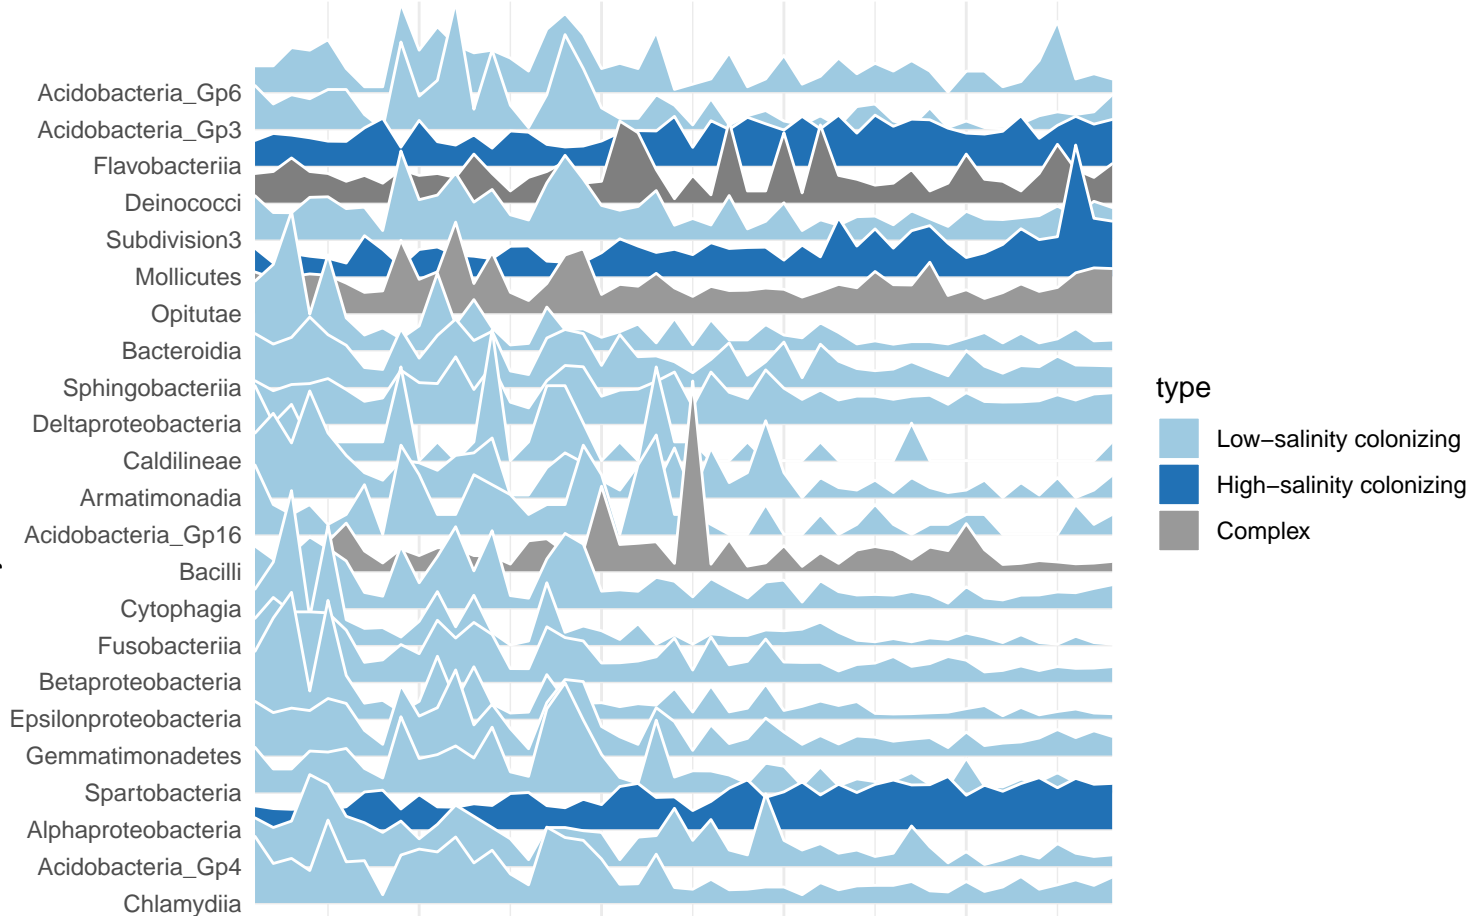 Acidobacteria_Gp6
Acidobacteria_Gp3
Flavobacteriia
Deinococci
Subdivision3
Mollicutes
Opitutae
Bacteroidia
Sphingobacteriia
Deltaproteobacteria
Caldilineae
Armatimonadia
Acidobacteria_Gp16
Bacilli
Cytophagia
Fusobacteriia
Betaproteobacteria
Epsilonproteobacteria
Gemmatimonadetes
Spartobacteria
Alphaproteobacteria
Acidobacteria_Gp4
Chlamydiia
type
Low−salinity colonizing
High−salinity colonizing
Complex